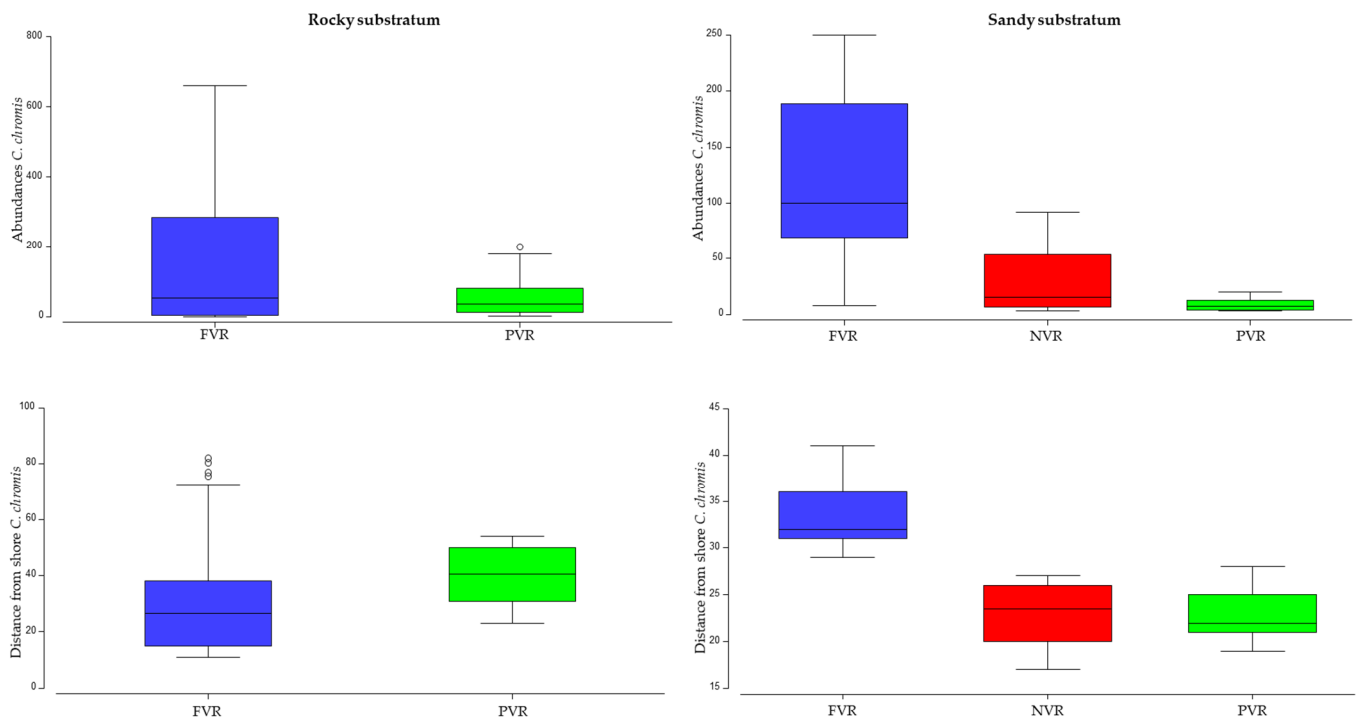 Rocky substratum
Abundances C. chromis
800
600
400
200
0
FVR
PVR
Sandy substratum
Abundances C. chromis
250
200
150
100
50
0
FVR
NVR
PVR
Distance from shore C. chromis
100
80
60
40
20
0
FVR
PVR
Distance from shore C. chromis
45
40
35
30
25
20
15
FVR
NVR
PVR